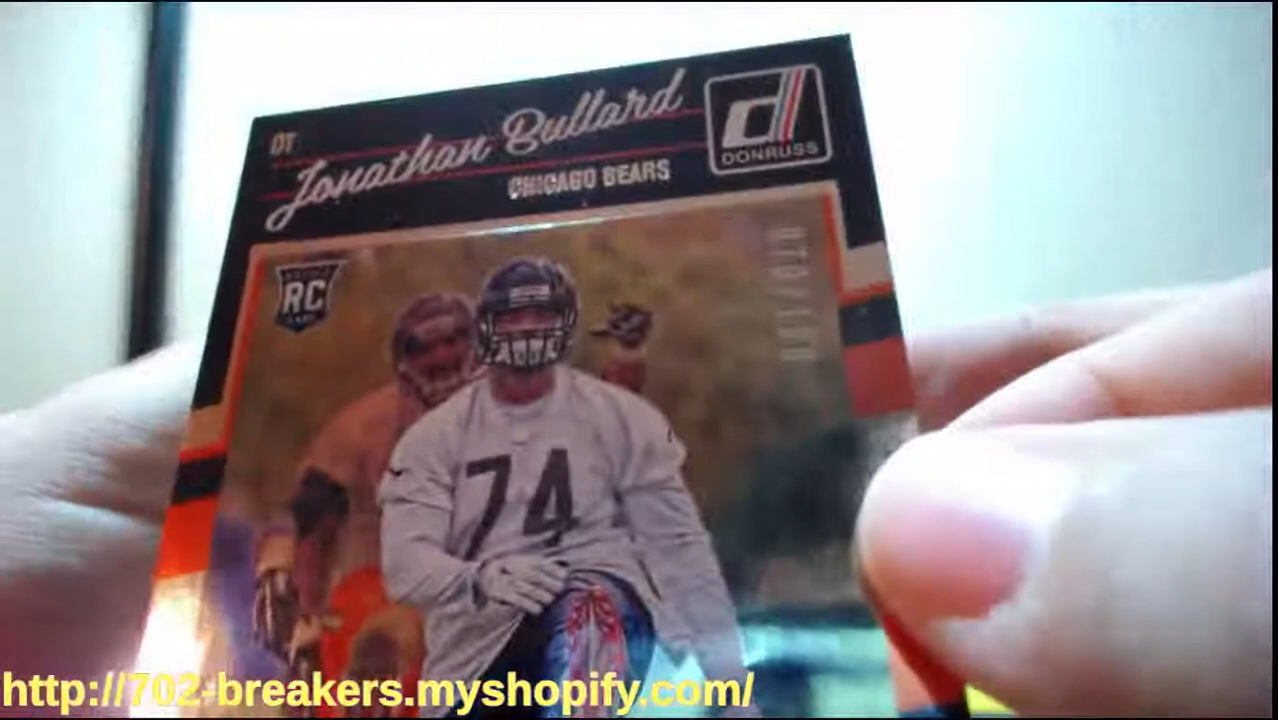 DT
Jonathan Bullard
CHICAGO BEARS
DONRUSS
RC
74
http://702-breakers.myshopify.com/